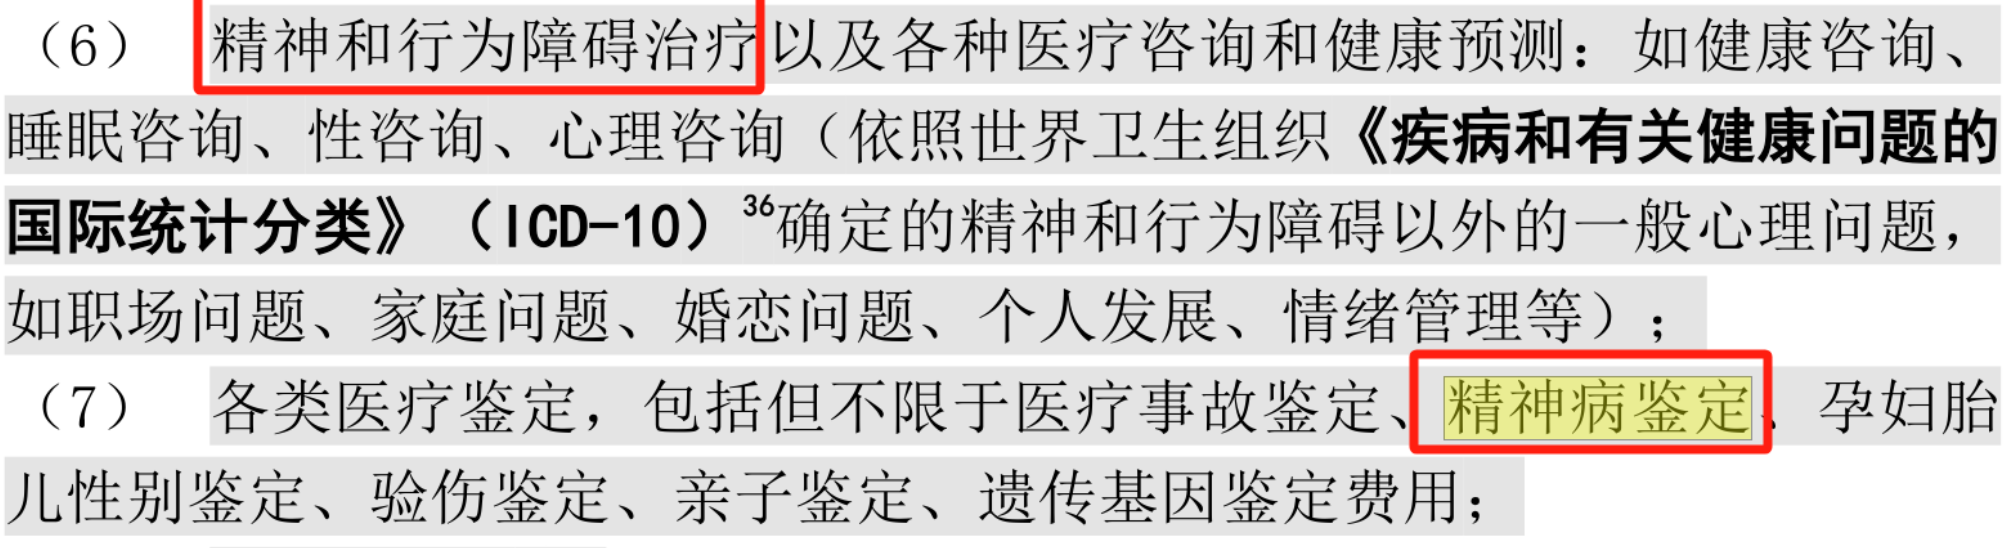 （6） 精神和行为障碍治疗以及各种医疗咨询和健康预测：如健康咨询、
睡眠咨询、性咨询、心理咨询（依照世界卫生组织《疾病和有关健康问题的
国际统计分类》（ICD-10）36确定的精神和行为障碍以外的一般心理问题，
如职场问题、家庭问题、婚恋问题、个人发展、情绪管理等）；
（7） 各类医疗鉴定，包括但不限于医疗事故鉴定、精神病鉴定、孕妇胎
儿性别鉴定、验伤鉴定、亲子鉴定、遗传基因鉴定费用；